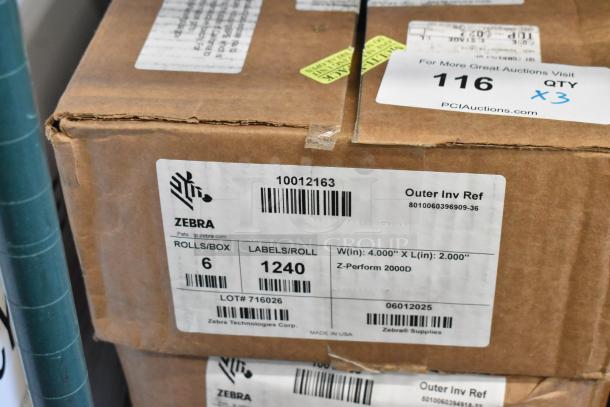 For More Great Auctions Visit
116 QTY
x3
PCIAuctions.com
10012163
Outer Inv Ref
8010060396909-36
ZEBRA
ROLLS/BOX
6
LABELS/ROLL
1240
W(in): 4.000" X L(in): 2.000"
Z-Perform 2000D
LOT# 716026
Zebra Technologies Corp.
06012025
Zebra® Supplies
MADE IN USA
GROUP
ZEBRA
Outer Inv Ref